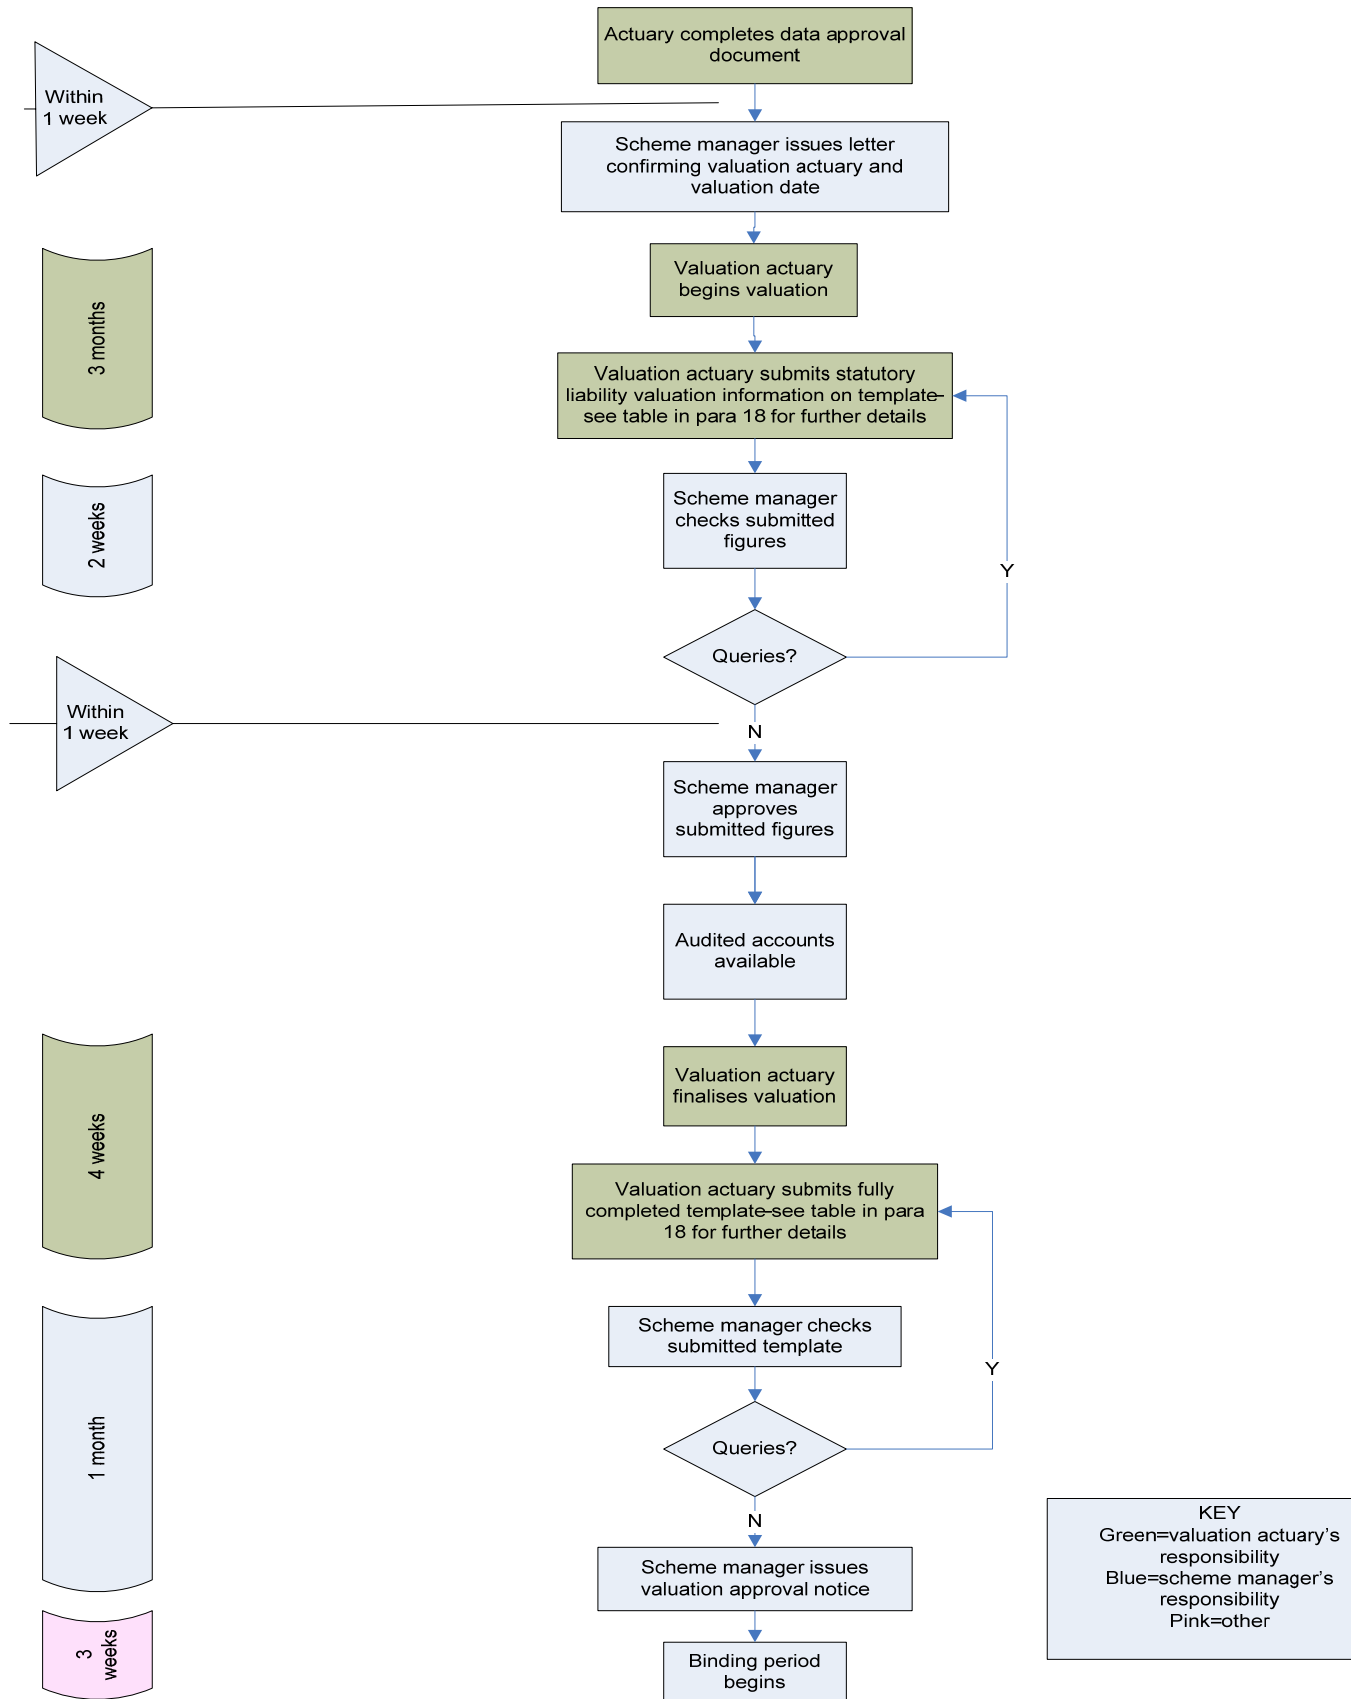 Actuary completes data approval
document
Within
1 week
Scheme manager issues letter
confirming valuation actuary and
valuation date
Valuation actuary
begins valuation
3 months
Valuation actuary submits statutory
liability valuation information on template–
see table in para 18 for further details
2 weeks
Scheme manager
checks submitted
figures
Y
Queries?
Within
1 week
N
Scheme manager
approves
submitted figures
Audited accounts
available
4 weeks
Valuation actuary
finalises valuation
Valuation actuary submits fully
completed template–see table in para
18 for further details
1 month
Scheme manager checks
submitted template
Y
Queries?
N
Scheme manager issues
valuation approval notice
3
weeks
Binding period
begins
KEY
Green=valuation actuary’s
responsibility
Blue=scheme manager’s
responsibility
Pink=other